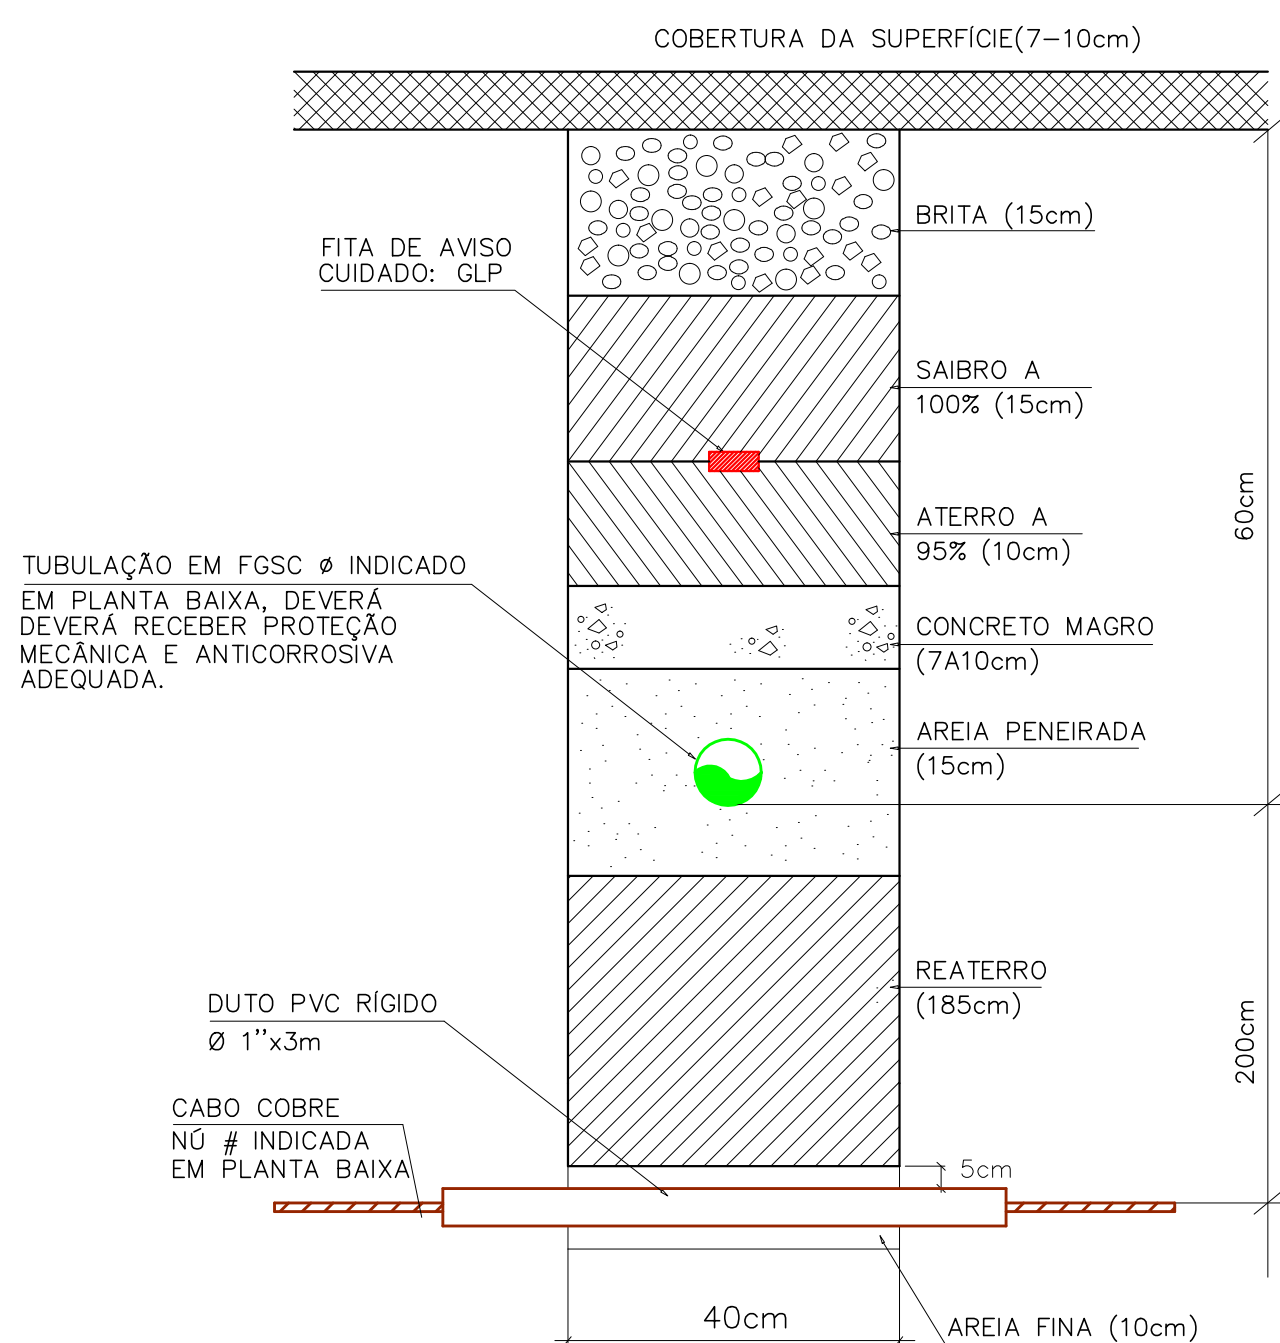 COBERTURA DA SUPERFÍCIE(7-10cm)
BRITA (15cm)
FITA DE AVISO
CUIDADO: GLP
SAIBRO A
100% (15cm)
60cm
ATERRO A
95% (10cm)
TUBULAÇÃO EM FGSC ø INDICADO
EM PLANTA BAIXA, DEVERÁ
DEVERÁ RECEBER PROTEÇÃO
MECÂNICA E ANTICORROSIVA
ADEQUADA.
CONCRETO MAGRO
(7A10cm)
AREIA PENEIRADA
(15cm)
REATERRO
(185cm)
DUTO PVC RÍGIDO
Ø 1''x3m
200cm
CABO COBRE
NÚ # INDICADA
EM PLANTA BAIXA
5cm
40cm
AREIA FINA (10cm)